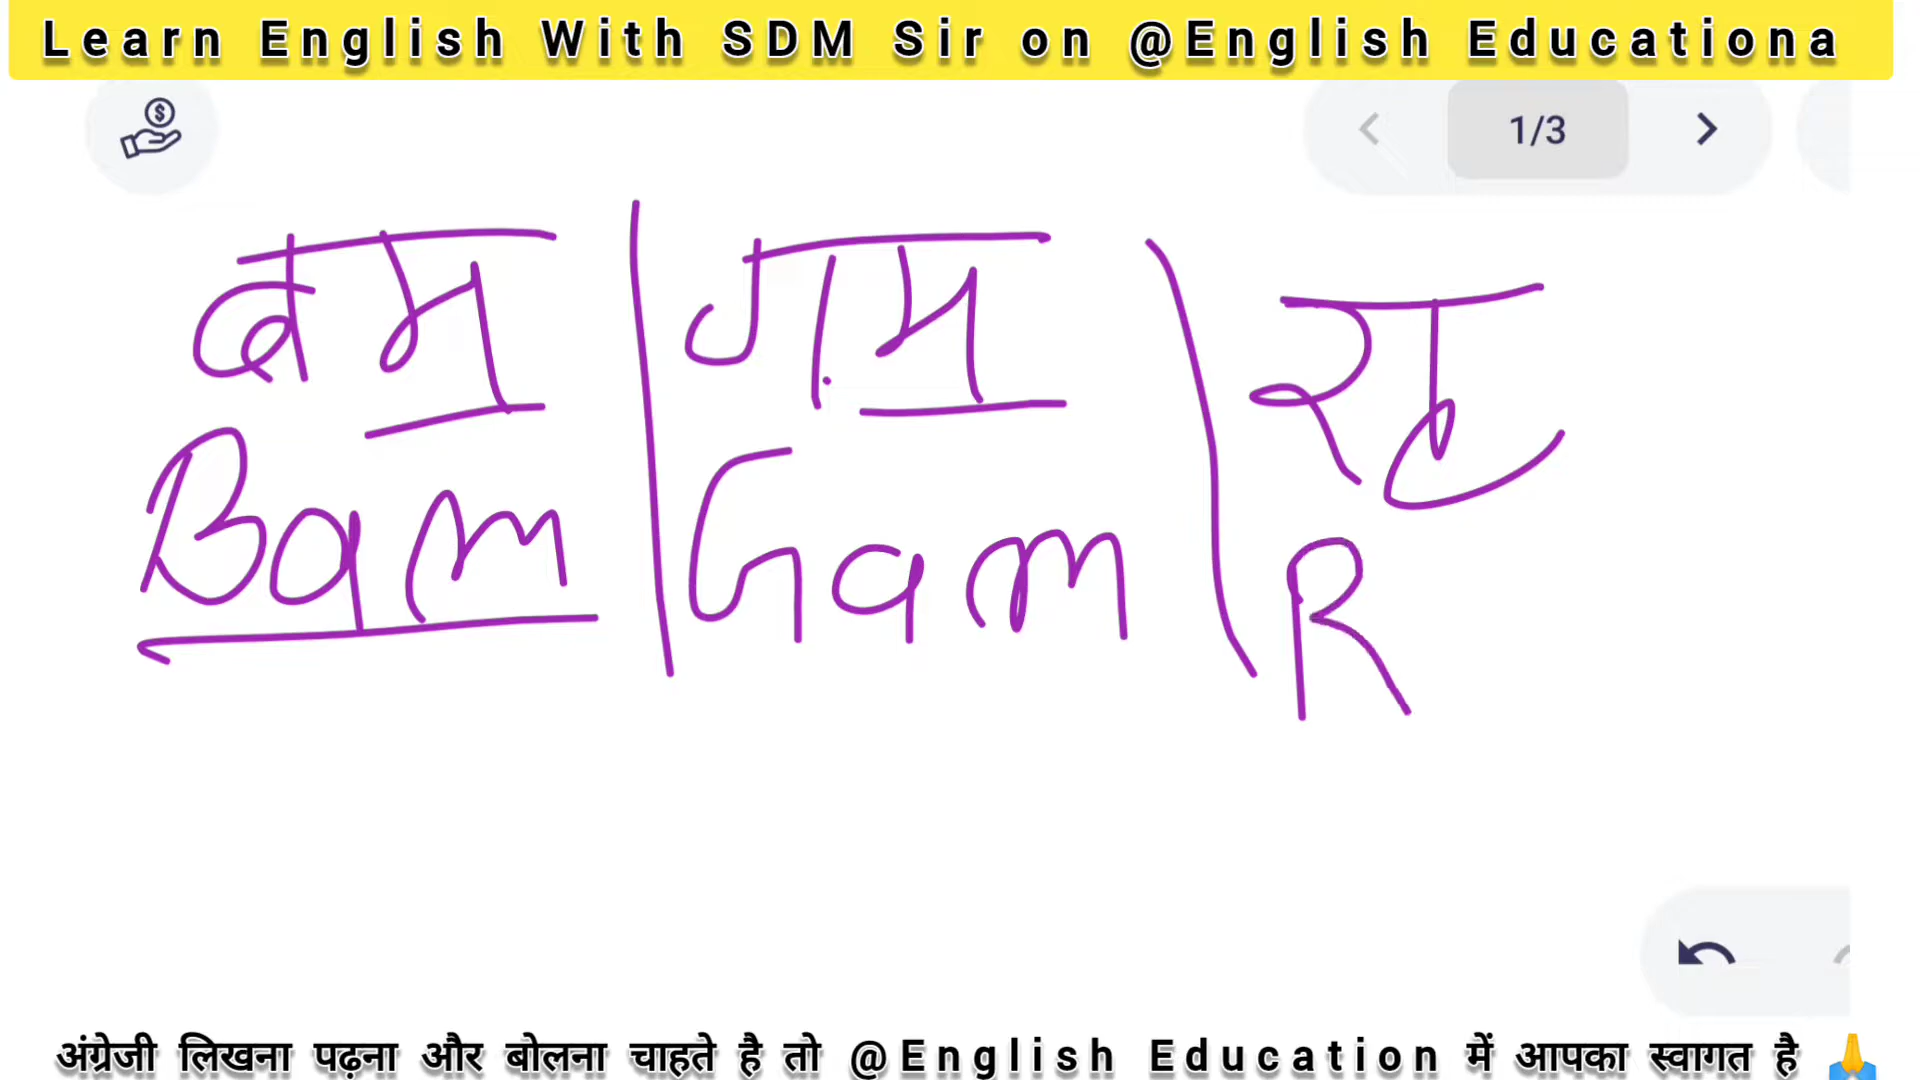 Learn English With SDM Sir on @English Educationa
$
1/3
बम गम रट
Bam Gam R
अंग्रेजी लिखना पढ़ना और बोलना चाहते है तो @English Education में आपका स्वागत है 🙏